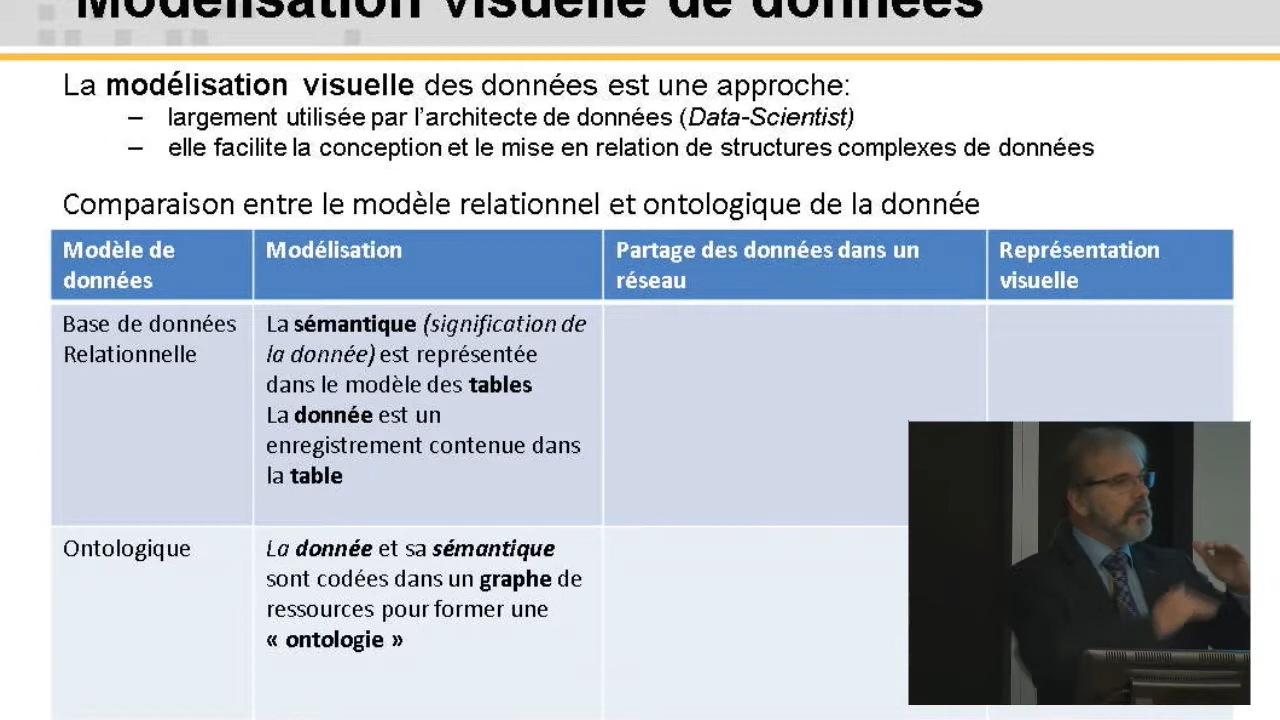 Modélisation visuelle de données
La modélisation visuelle des données est une approche:
– largement utilisée par l’architecte de données (Data-Scientist)
– elle facilite la conception et le mise en relation de structures complexes de données
Comparaison entre le modèle relationnel et ontologique de la donnée
Modèle de
données
Modélisation
Partage des données dans un
réseau
Représentation
visuelle
Base de données
Relationnelle
La sémantique (signification de
la donnée) est représentée
dans le modèle des tables
La donnée est un
enregistrement contenue dans
la table
Ontologique
La donnée et sa sémantique
sont codées dans un graphe de
ressources pour former une
« ontologie »